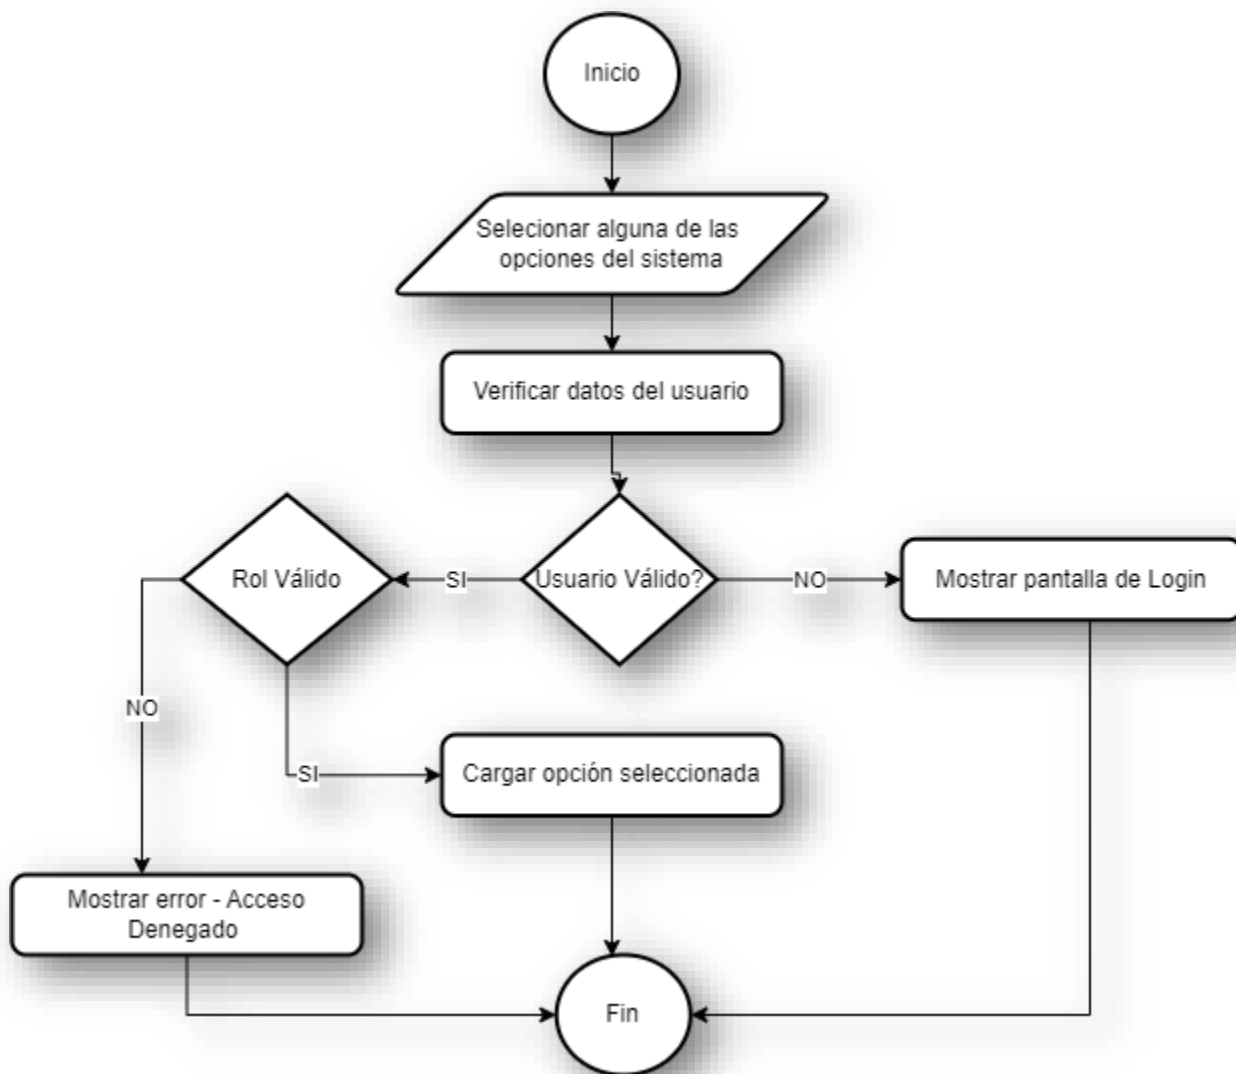 Inicio
Selecionar alguna de las
opciones del sistema
Verificar datos del usuario
Rol Válido
SI
Usuario Válido?
NO
Mostrar pantalla de Login
NO
SI
Cargar opción seleccionada
Mostrar error - Acceso
Denegado
Fin